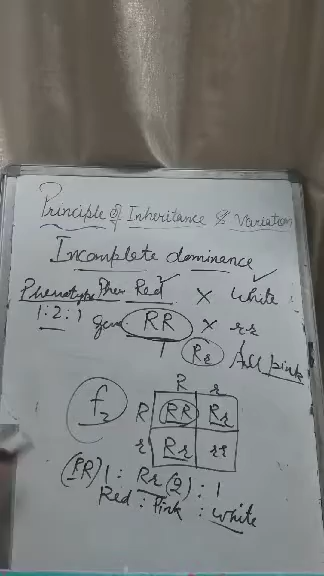 Principle of Inheritance & Variation
Incomplete dominance
Phenotype Phen Red × White
1:2:1 gen RR × rr
1 Rr All pink
R r
f2 R RR Rr
r Rr rr
(RR) 1 : Rr (2) : 1
Red : Pink : white